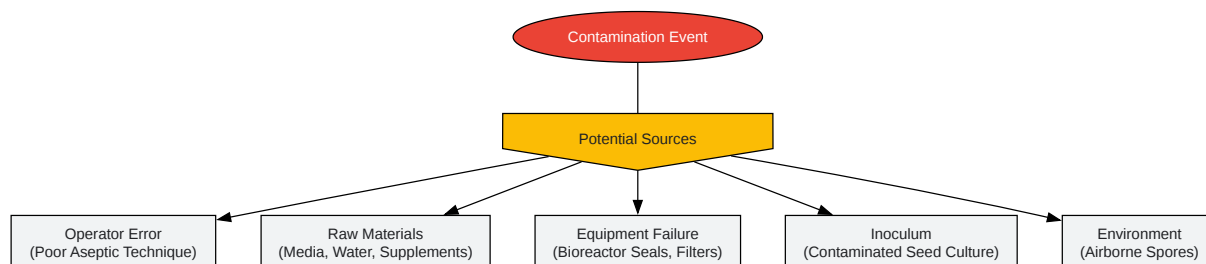 Contamination Event
Potential Sources
Operator Error
(Poor Aseptic Technique)
Raw Materials
(Media, Water, Supplements)
Equipment Failure
(Bioreactor Seals, Filters)
Inoculum
(Contaminated Seed Culture)
Environment
(Airborne Spores)